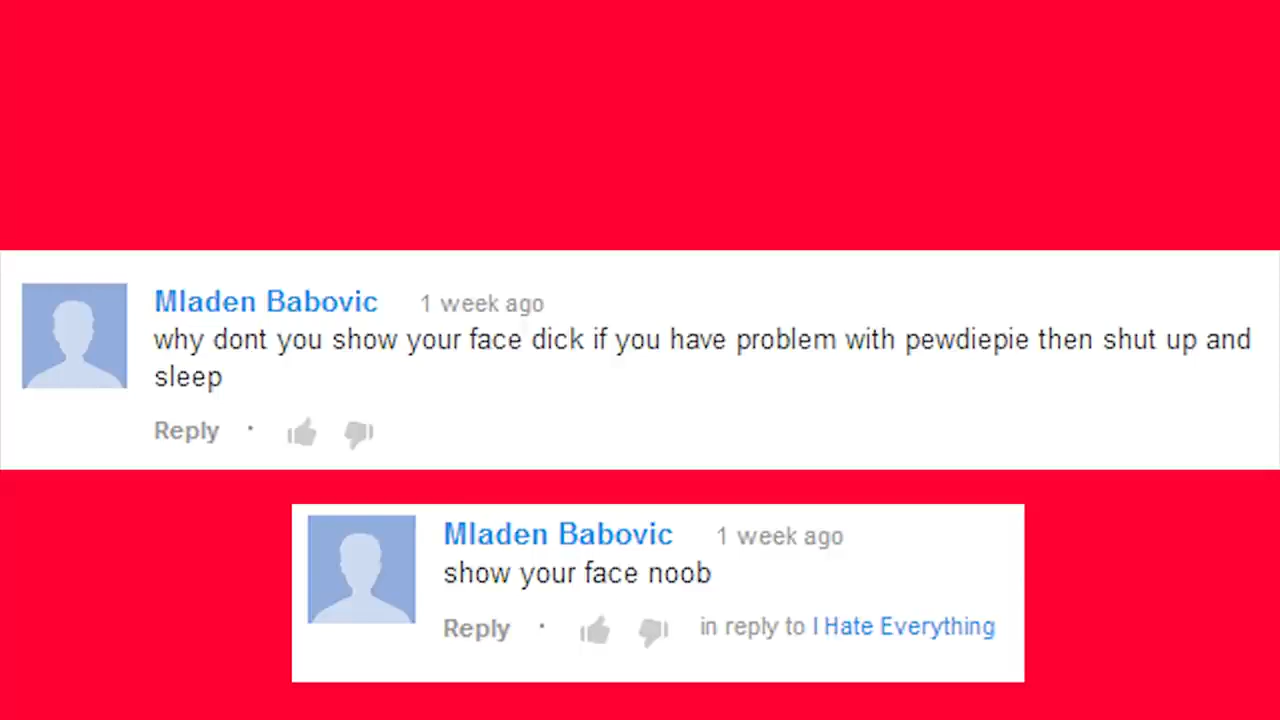 Mladen Babovic 1 week ago
why dont you show your face dick if you have problem with pewdiepie then shut up and
sleep
Reply ·
Mladen Babovic 1 week ago
show your face noob
Reply · in reply to I Hate Everything